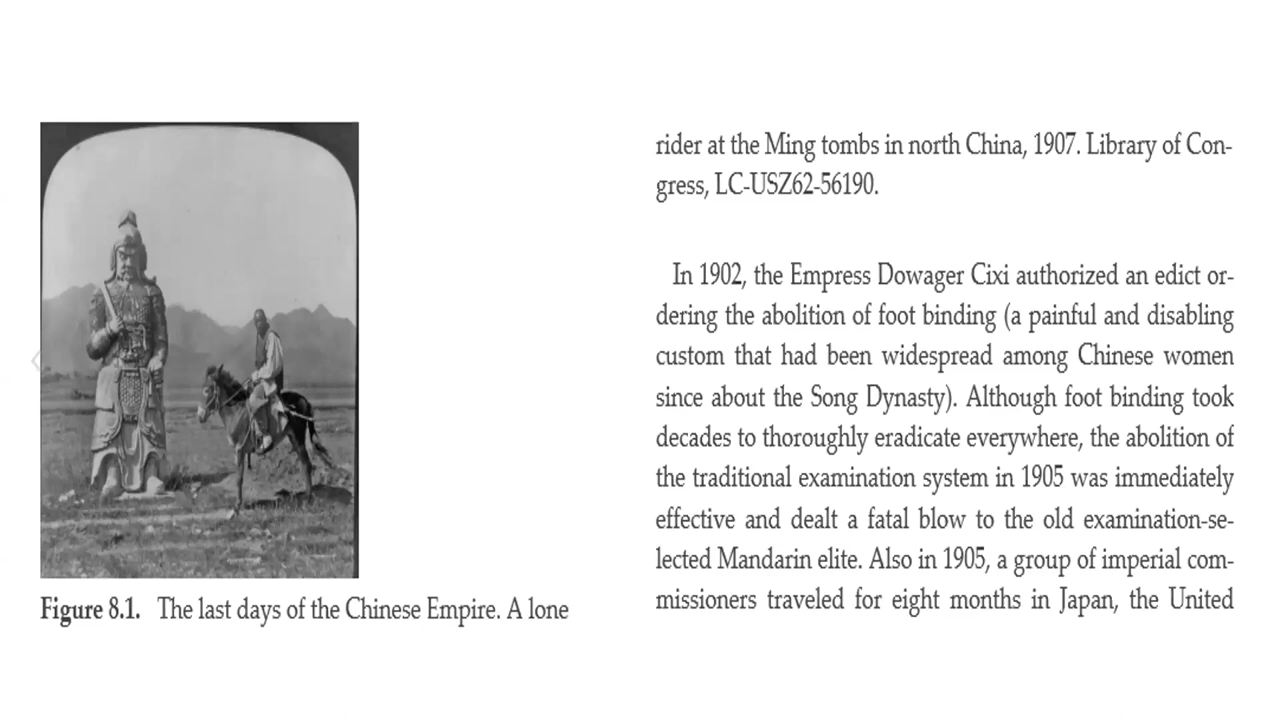 Figure 8.1. The last days of the Chinese Empire. A lone
rider at the Ming tombs in north China, 1907. Library of Con-
gress, LC-USZ62-56190.
In 1902, the Empress Dowager Cixi authorized an edict or-
dering the abolition of foot binding (a painful and disabling
custom that had been widespread among Chinese women
since about the Song Dynasty). Although foot binding took
decades to thoroughly eradicate everywhere, the abolition of
the traditional examination system in 1905 was immediately
effective and dealt a fatal blow to the old examination-se-
lected Mandarin elite. Also in 1905, a group of imperial com-
missioners traveled for eight months in Japan, the United